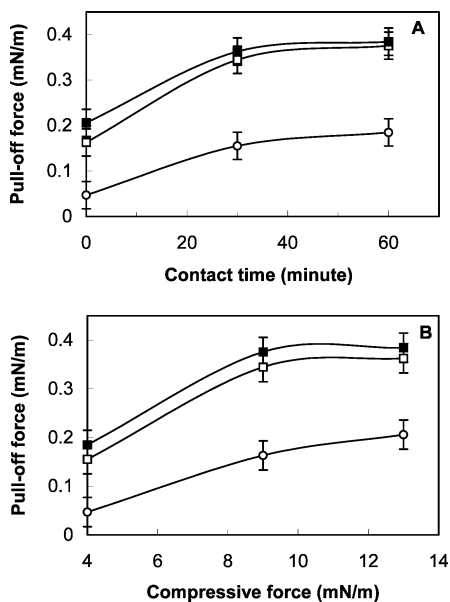 A
Pull-off force (mN/m)
0.4
0.3
0.2
0.1
0
0 20 40 60
Contact time (minute)
B
Pull-off force (mN/m)
0.4
0.3
0.2
0.1
0
4 6 8 10 12 14
Compressive force (mN/m)